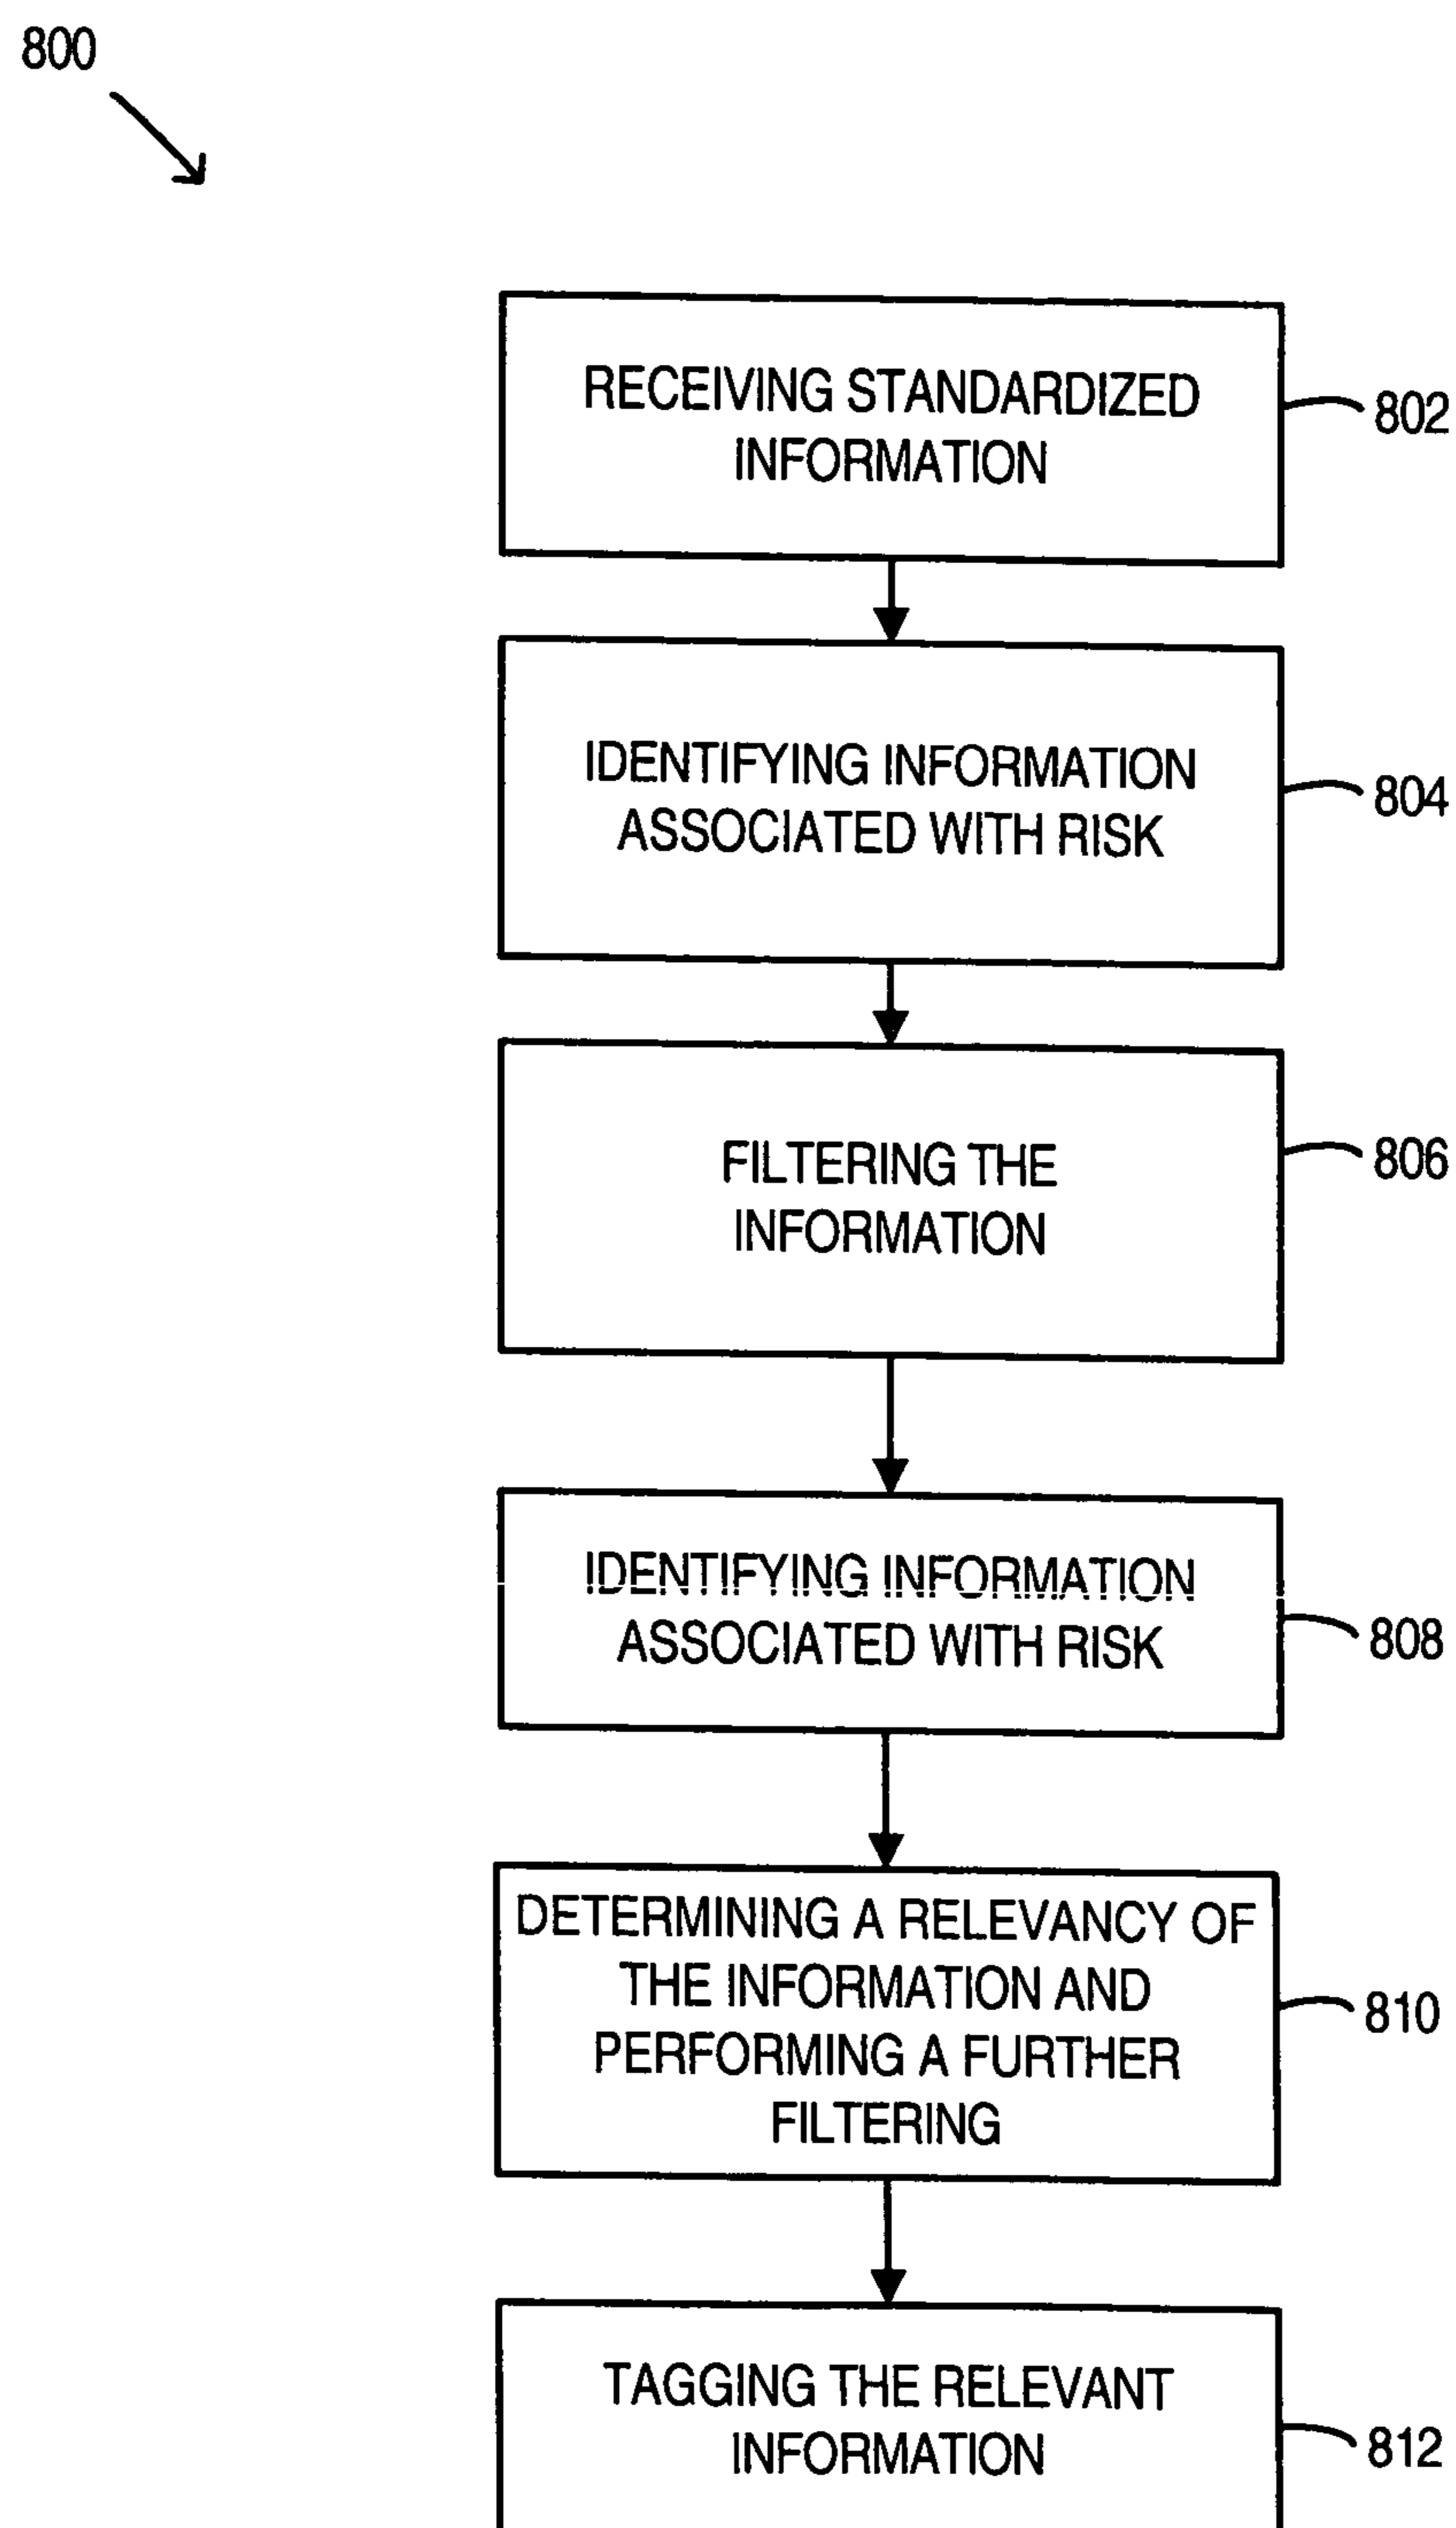 800
RECEIVING STANDARDIZED
INFORMATION
802
IDENTIFYING INFORMATION
ASSOCIATED WITH RISK
804
FILTERING THE
INFORMATION
806
IDENTIFYING INFORMATION
ASSOCIATED WITH RISK
808
DETERMINING A RELEVANCY OF
THE INFORMATION AND
PERFORMING A FURTHER
FILTERING
810
TAGGING THE RELEVANT
INFORMATION
812